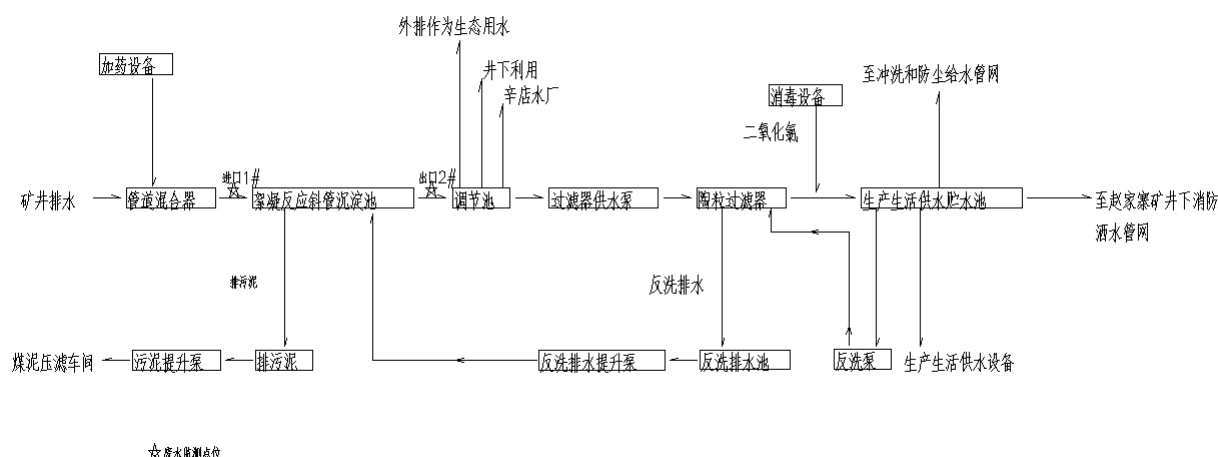 外排作为生态用水
加药设备
井下利用
至冲洗和防尘给水管网
辛店水厂
消毒设备
二氧化氯
进口1#
出口2#
矿井排水
管道混合器
絮凝反应斜管沉淀池
调节池
过滤器供水泵
陶粒过滤器
生产生活供水贮水池
至赵家寨矿井下消防
洒水管网
排污泥
反洗排水
煤泥压滤车间
污泥提升泵
排污泥
反洗排水提升泵
反洗排水池
反洗泵
生产生活供水设备
☆废水监测点位